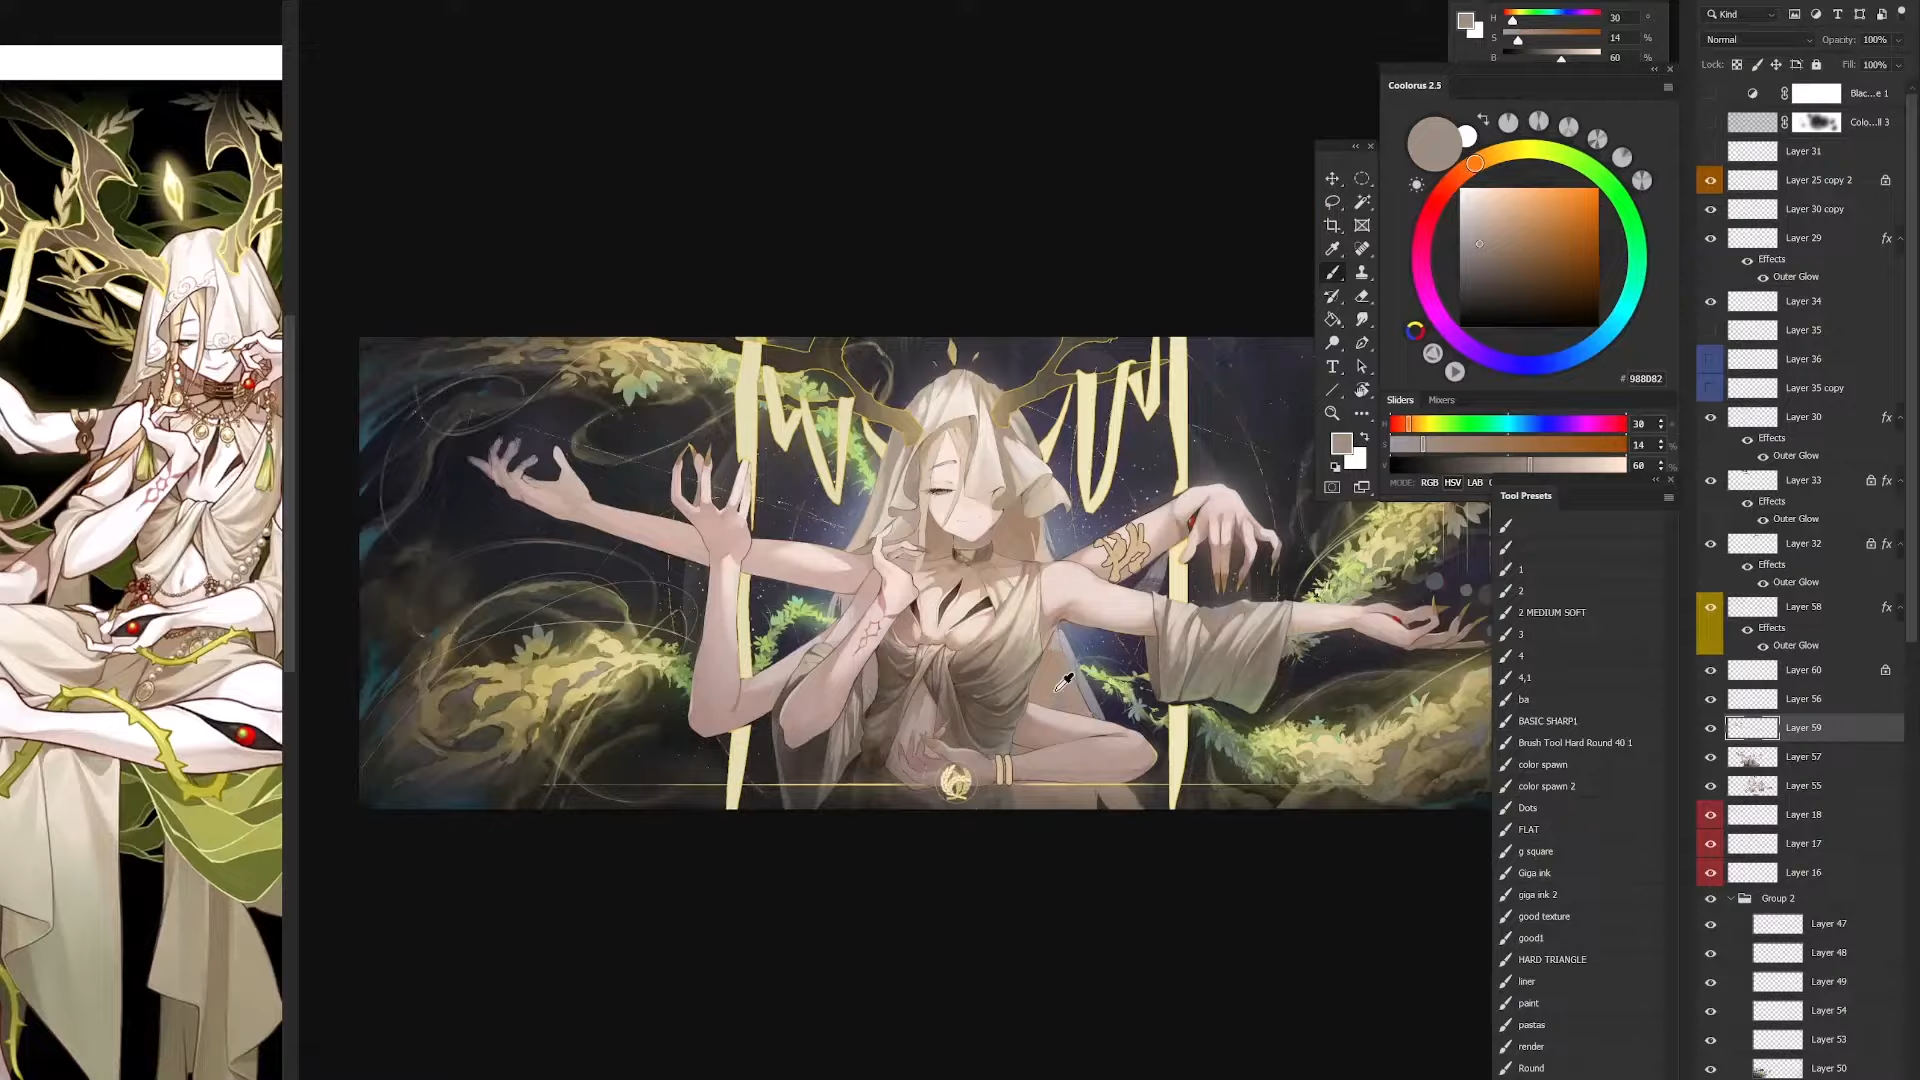 H 30 °
S 14 %
B 60 %
Coolorus 2.5
# 988D82
Sliders Mixers
H 30
S 14 %
V 60
MODE: RGB HSV LAB
Tool Presets
1
2
2 MEDIUM SOFT
3
4
4,1
ba
BASIC SHARP1
Brush Tool Hard Round 40 1
color spawn
color spawn 2
Dots
FLAT
g square
Giga ink
giga ink 2
good texture
good1
HARD TRIANGLE
liner
paint
pastas
render
Round
Kind
Normal Opacity: 100%
Lock: Fill: 100%
Blac...e 1
Colo...ll 3
Layer 31
Layer 25 copy 2
Layer 30 copy
Layer 29 fx
Effects
Outer Glow
Layer 34
Layer 35
Layer 36
Layer 35 copy
Layer 30 fx
Effects
Outer Glow
Layer 33 fx
Effects
Outer Glow
Layer 32 fx
Effects
Outer Glow
Layer 58 fx
Effects
Outer Glow
Layer 60
Layer 56
Layer 59
Layer 57
Layer 55
Layer 18
Layer 17
Layer 16
Group 2
Layer 47
Layer 48
Layer 49
Layer 54
Layer 53
Layer 50